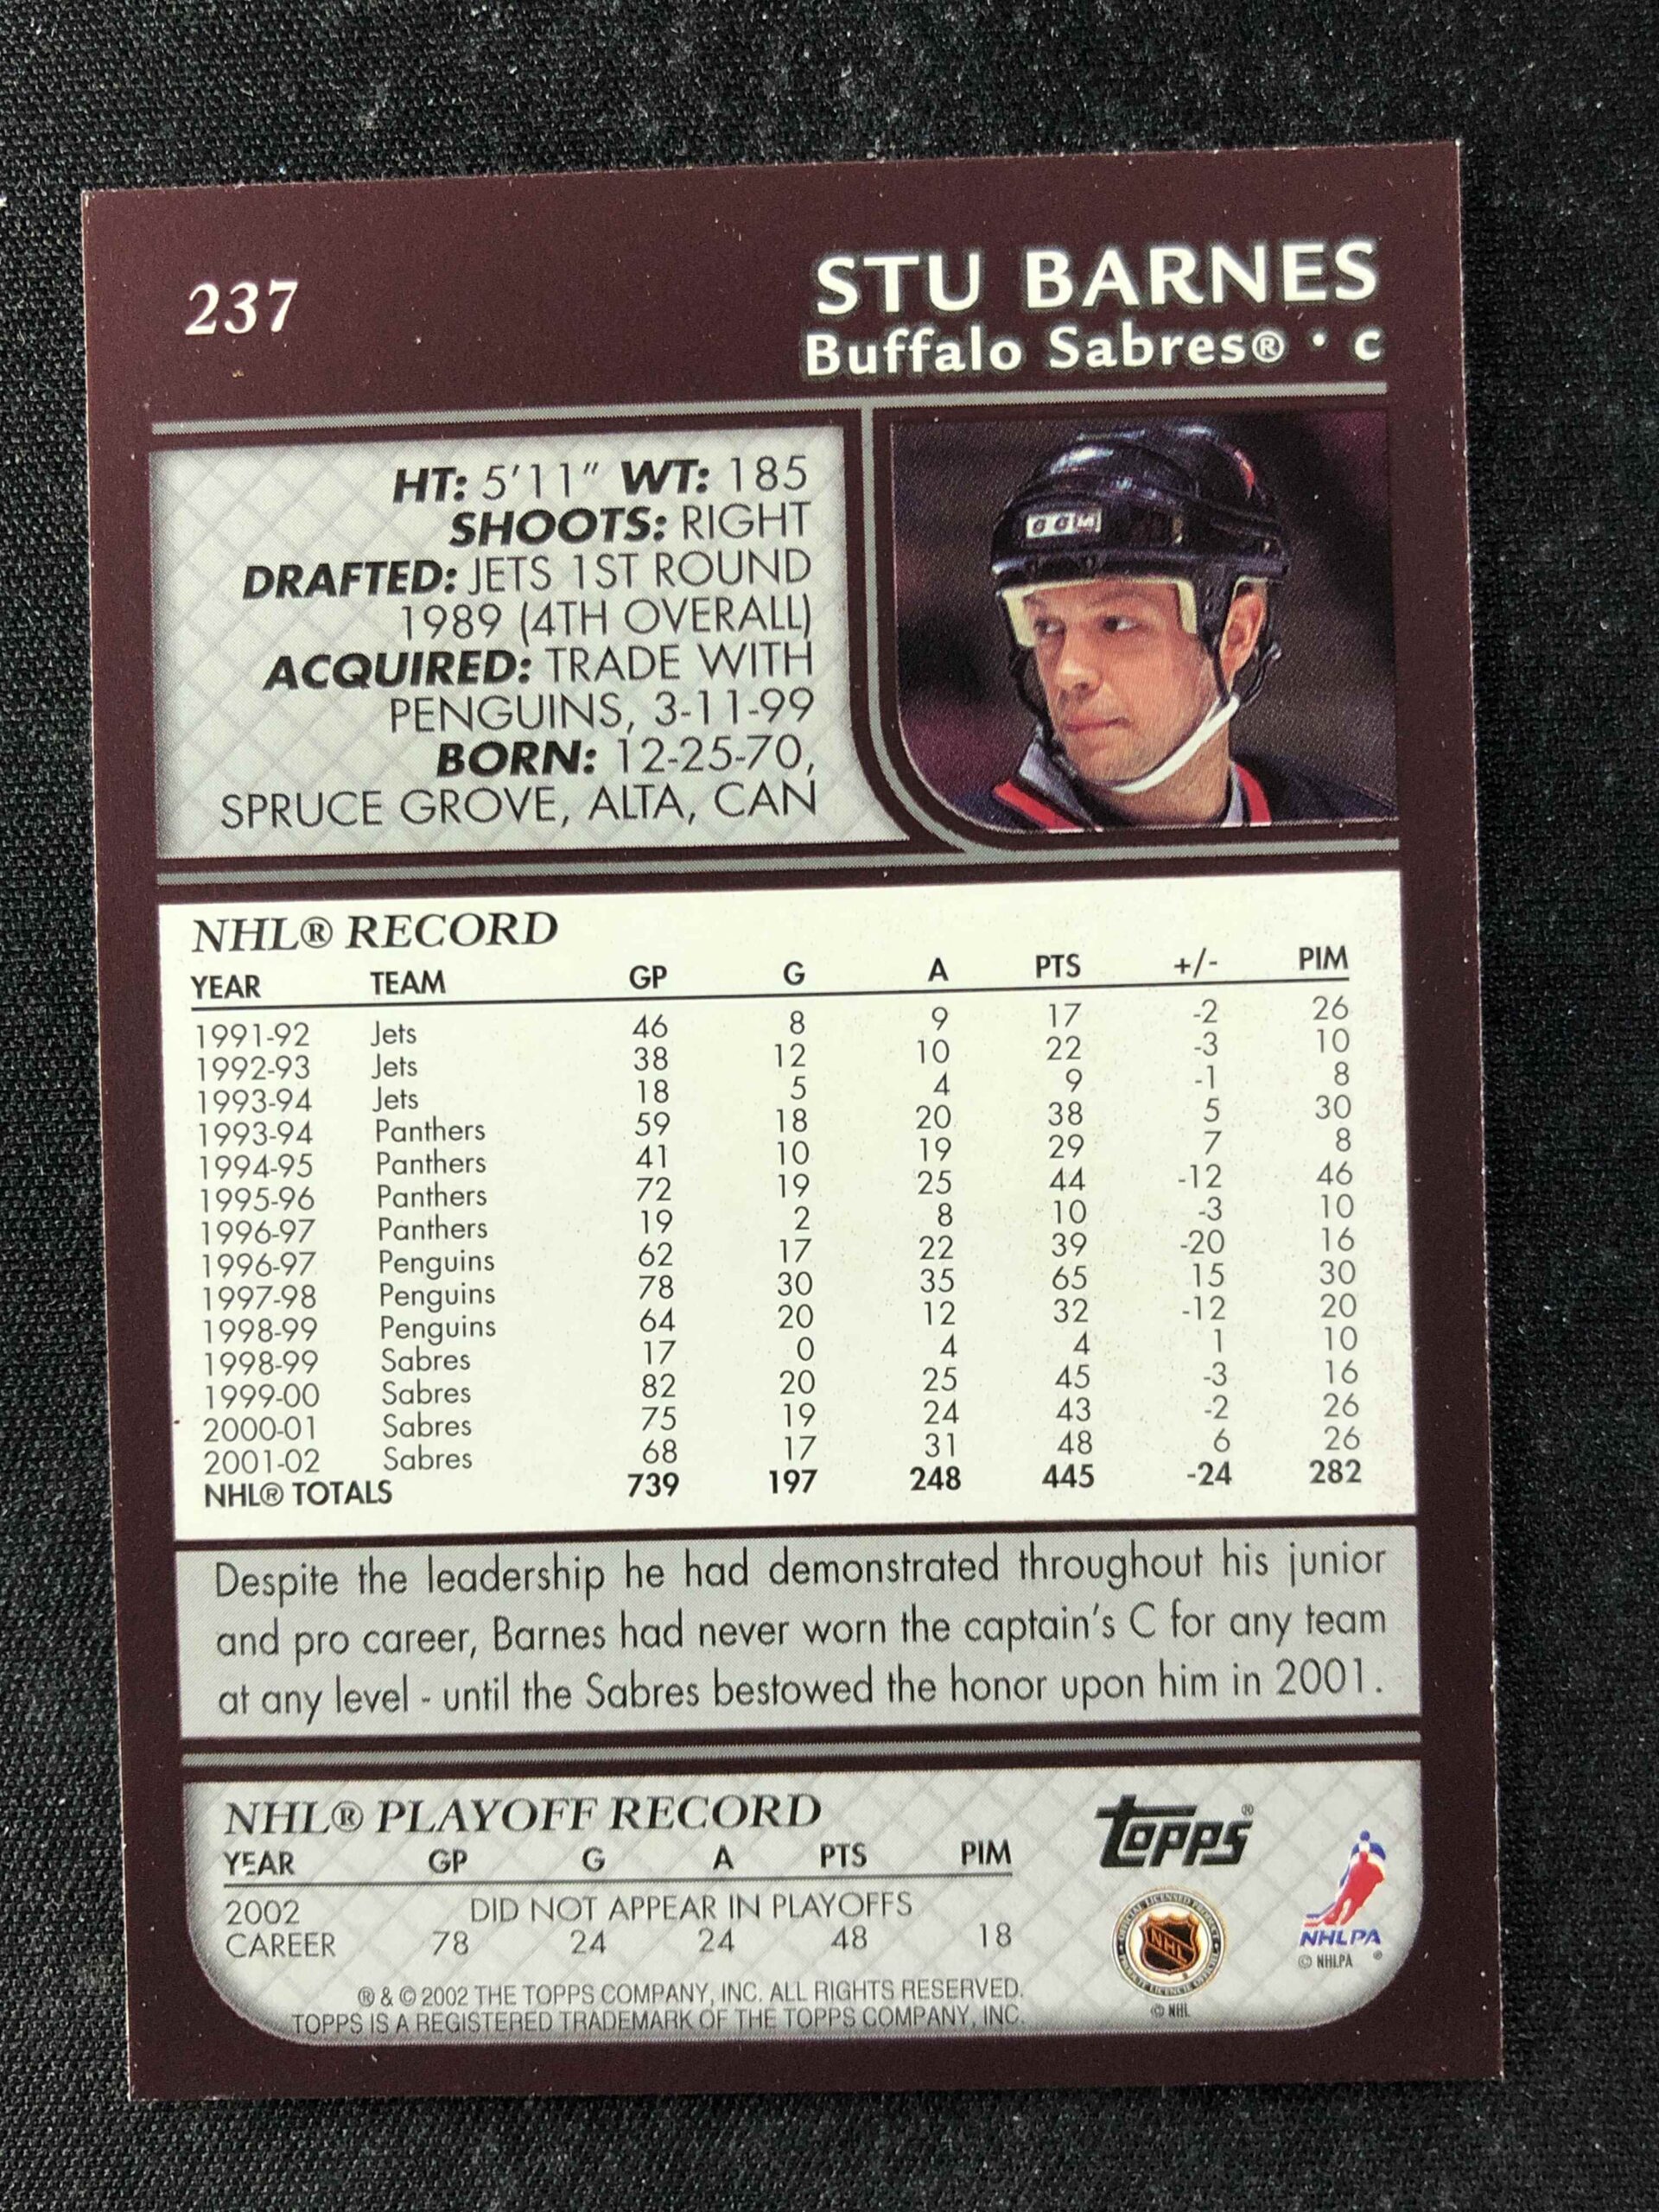 237
STU BARNES
Buffalo Sabres® • C
HT: 5'11" WT: 185
SHOOTS: RIGHT
DRAFTED: JETS 1ST ROUND
1989 (4TH OVERALL)
ACQUIRED: TRADE WITH
PENGUINS, 3-11-99
BORN: 12-25-70,
SPRUCE GROVE, ALTA, CAN
CCM
NHL® RECORD
YEAR TEAM GP G A PTS +/- PIM
1991-92 Jets 46 8 9 17 -2 26
1992-93 Jets 38 12 10 22 -3 10
1993-94 Jets 18 5 4 9 -1 8
1993-94 Panthers 59 18 20 38 5 30
1994-95 Panthers 41 10 19 29 7 8
1995-96 Panthers 72 19 25 44 -12 46
1996-97 Panthers 19 2 8 10 -3 10
1996-97 Penguins 62 17 22 39 -20 16
1997-98 Penguins 78 30 35 65 15 30
1998-99 Penguins 64 20 12 32 -12 20
1998-99 Sabres 17 0 4 4 1 10
1999-00 Sabres 82 20 25 45 -3 16
2000-01 Sabres 75 19 24 43 -2 26
2001-02 Sabres 68 17 31 48 6 26
NHL® TOTALS 739 197 248 445 -24 282
Despite the leadership he had demonstrated throughout his junior
and pro career, Barnes had never worn the captain's C for any team
at any level - until the Sabres bestowed the honor upon him in 2001.
NHL® PLAYOFF RECORD
YEAR GP G A PTS PIM
2002 DID NOT APPEAR IN PLAYOFFS
CAREER 78 24 24 48 18
® & © 2002 THE TOPPS COMPANY, INC. ALL RIGHTS RESERVED.
TOPPS IS A REGISTERED TRADEMARK OF THE TOPPS COMPANY, INC.
Topps®
NHL
© NHL
NHLPA ®
© NHLPA